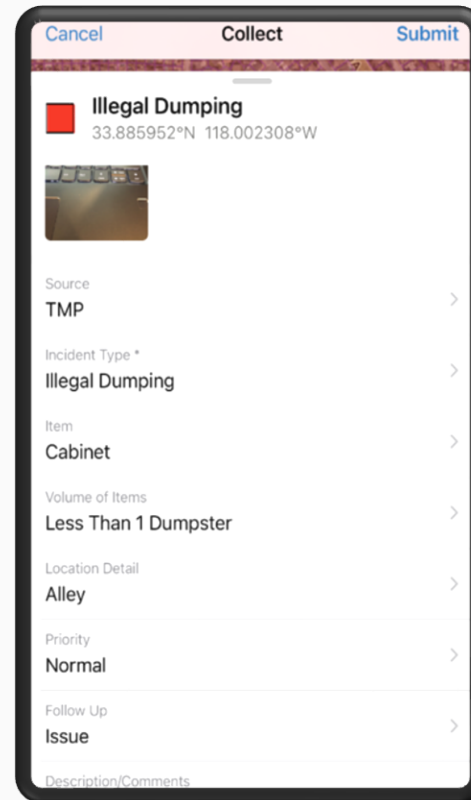 Cancel Collect Submit
Illegal Dumping
33.885952°N 118.002308°W
Source
TMP
Incident Type *
Illegal Dumping
Item
Cabinet
Volume of Items
Less Than 1 Dumpster
Location Detail
Alley
Priority
Normal
Follow Up
Issue
Description/Comments